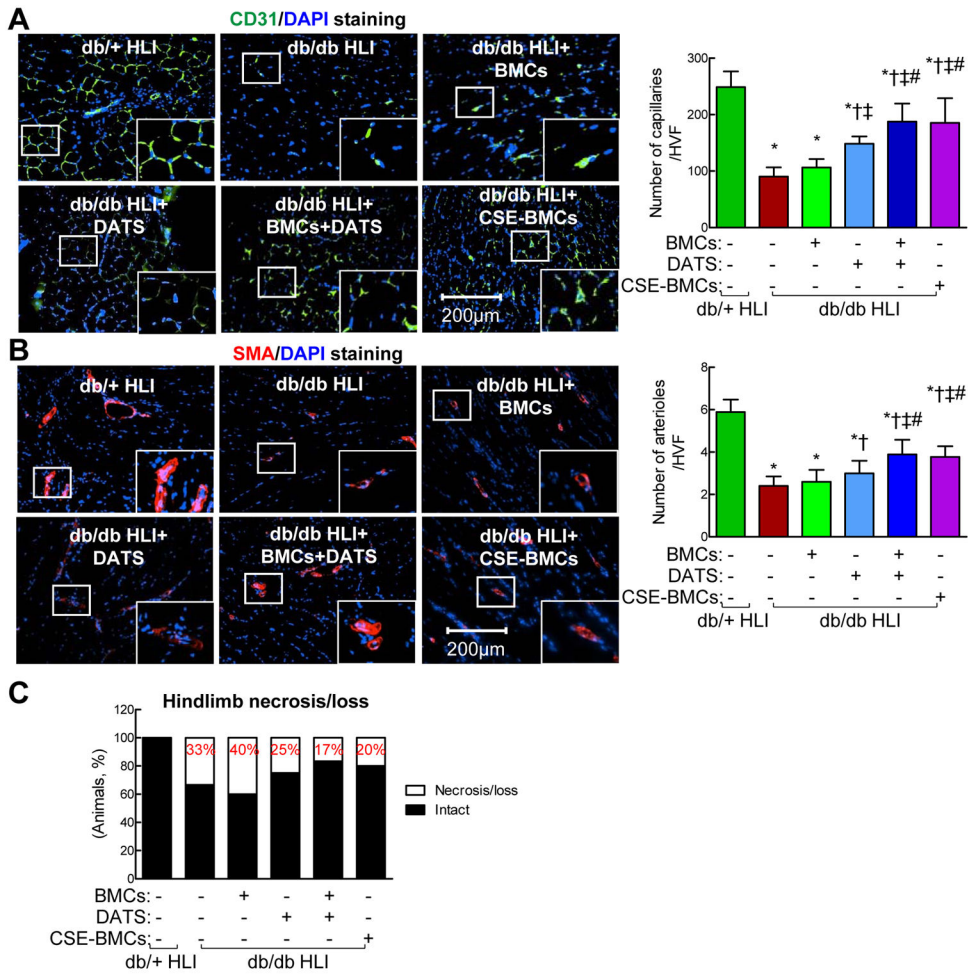 A
CD31/DAPI staining
db/+ HLI
db/db HLI
db/db HLI+
BMCs
db/db HLI+
DATS
db/db HLI+
BMCs+DATS
db/db HLI+
CSE-BMCs
200μm
Number of capillaries
/HVF
300
200
100
0
*
*
*†‡
*†‡#
*†‡#
BMCs: - - + - + -
DATS: - - - + + -
CSE-BMCs: - - - - - +
db/+ HLI
db/db HLI
B
SMA/DAPI staining
db/+ HLI
db/db HLI
db/db HLI+
BMCs
db/db HLI+
DATS
db/db HLI+
BMCs+DATS
db/db HLI+
CSE-BMCs
200μm
Number of arterioles
/HVF
8
6
4
2
0
*
*
*†
*†‡#
*†‡#
BMCs: - - + - + -
DATS: - - - + + -
CSE-BMCs: - - - - - +
db/+ HLI
db/db HLI
C
Hindlimb necrosis/loss
(Animals, %)
120
100
80
60
40
20
0
33% 40% 25% 17% 20%
Necrosis/loss
Intact
BMCs: - - + - + -
DATS: - - - + + -
CSE-BMCs: - - - - - +
db/+ HLI
db/db HLI